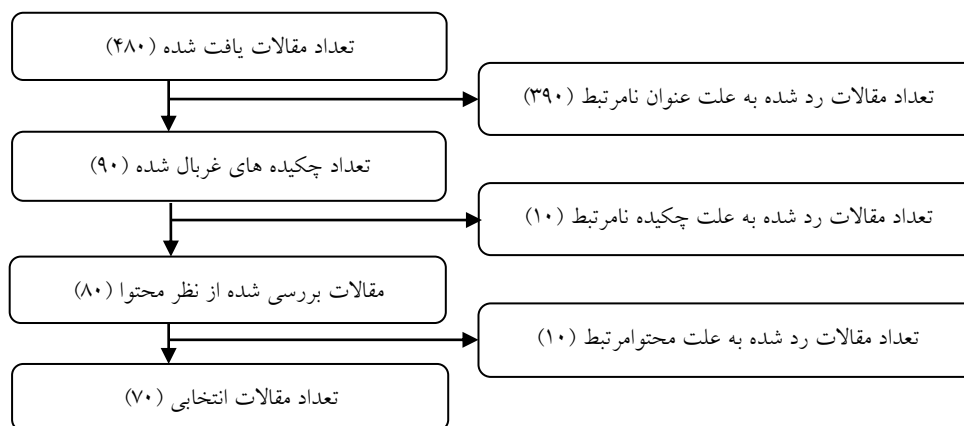 تعداد مقالات یافت شده (۴۸۰)
تعداد مقالات رد شده به علت عنوان نامرتبط (۳۹۰)
تعداد چکیده های غربال شده (۹۰)
تعداد مقالات رد شده به علت چکیده نامرتبط (۱۰)
مقالات بررسی شده از نظر محتوا (۸۰)
تعداد مقالات رد شده به علت محتوامرتبط (۱۰)
تعداد مقالات انتخابی (۷۰)